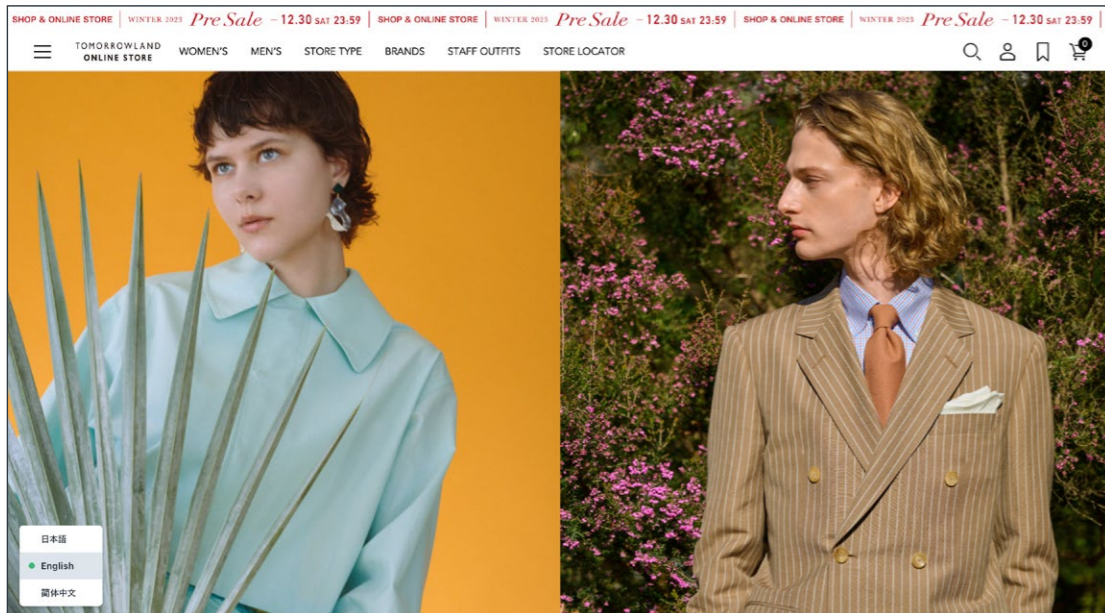 SHOP & ONLINE STORE | WINTER 2023 Pre Sale – 12.30 SAT 23:59 | SHOP & ONLINE STORE | WINTER 2023 Pre Sale – 12.30 SAT 23:59 | SHOP & ONLINE STORE | WINTER 2023 Pre Sale – 12.30 SAT 23:59 |
TOMORROWLAND
ONLINE STORE
WOMEN'S MEN'S STORE TYPE BRANDS STAFF OUTFITS STORE LOCATOR
0
日本語
English
简体中文